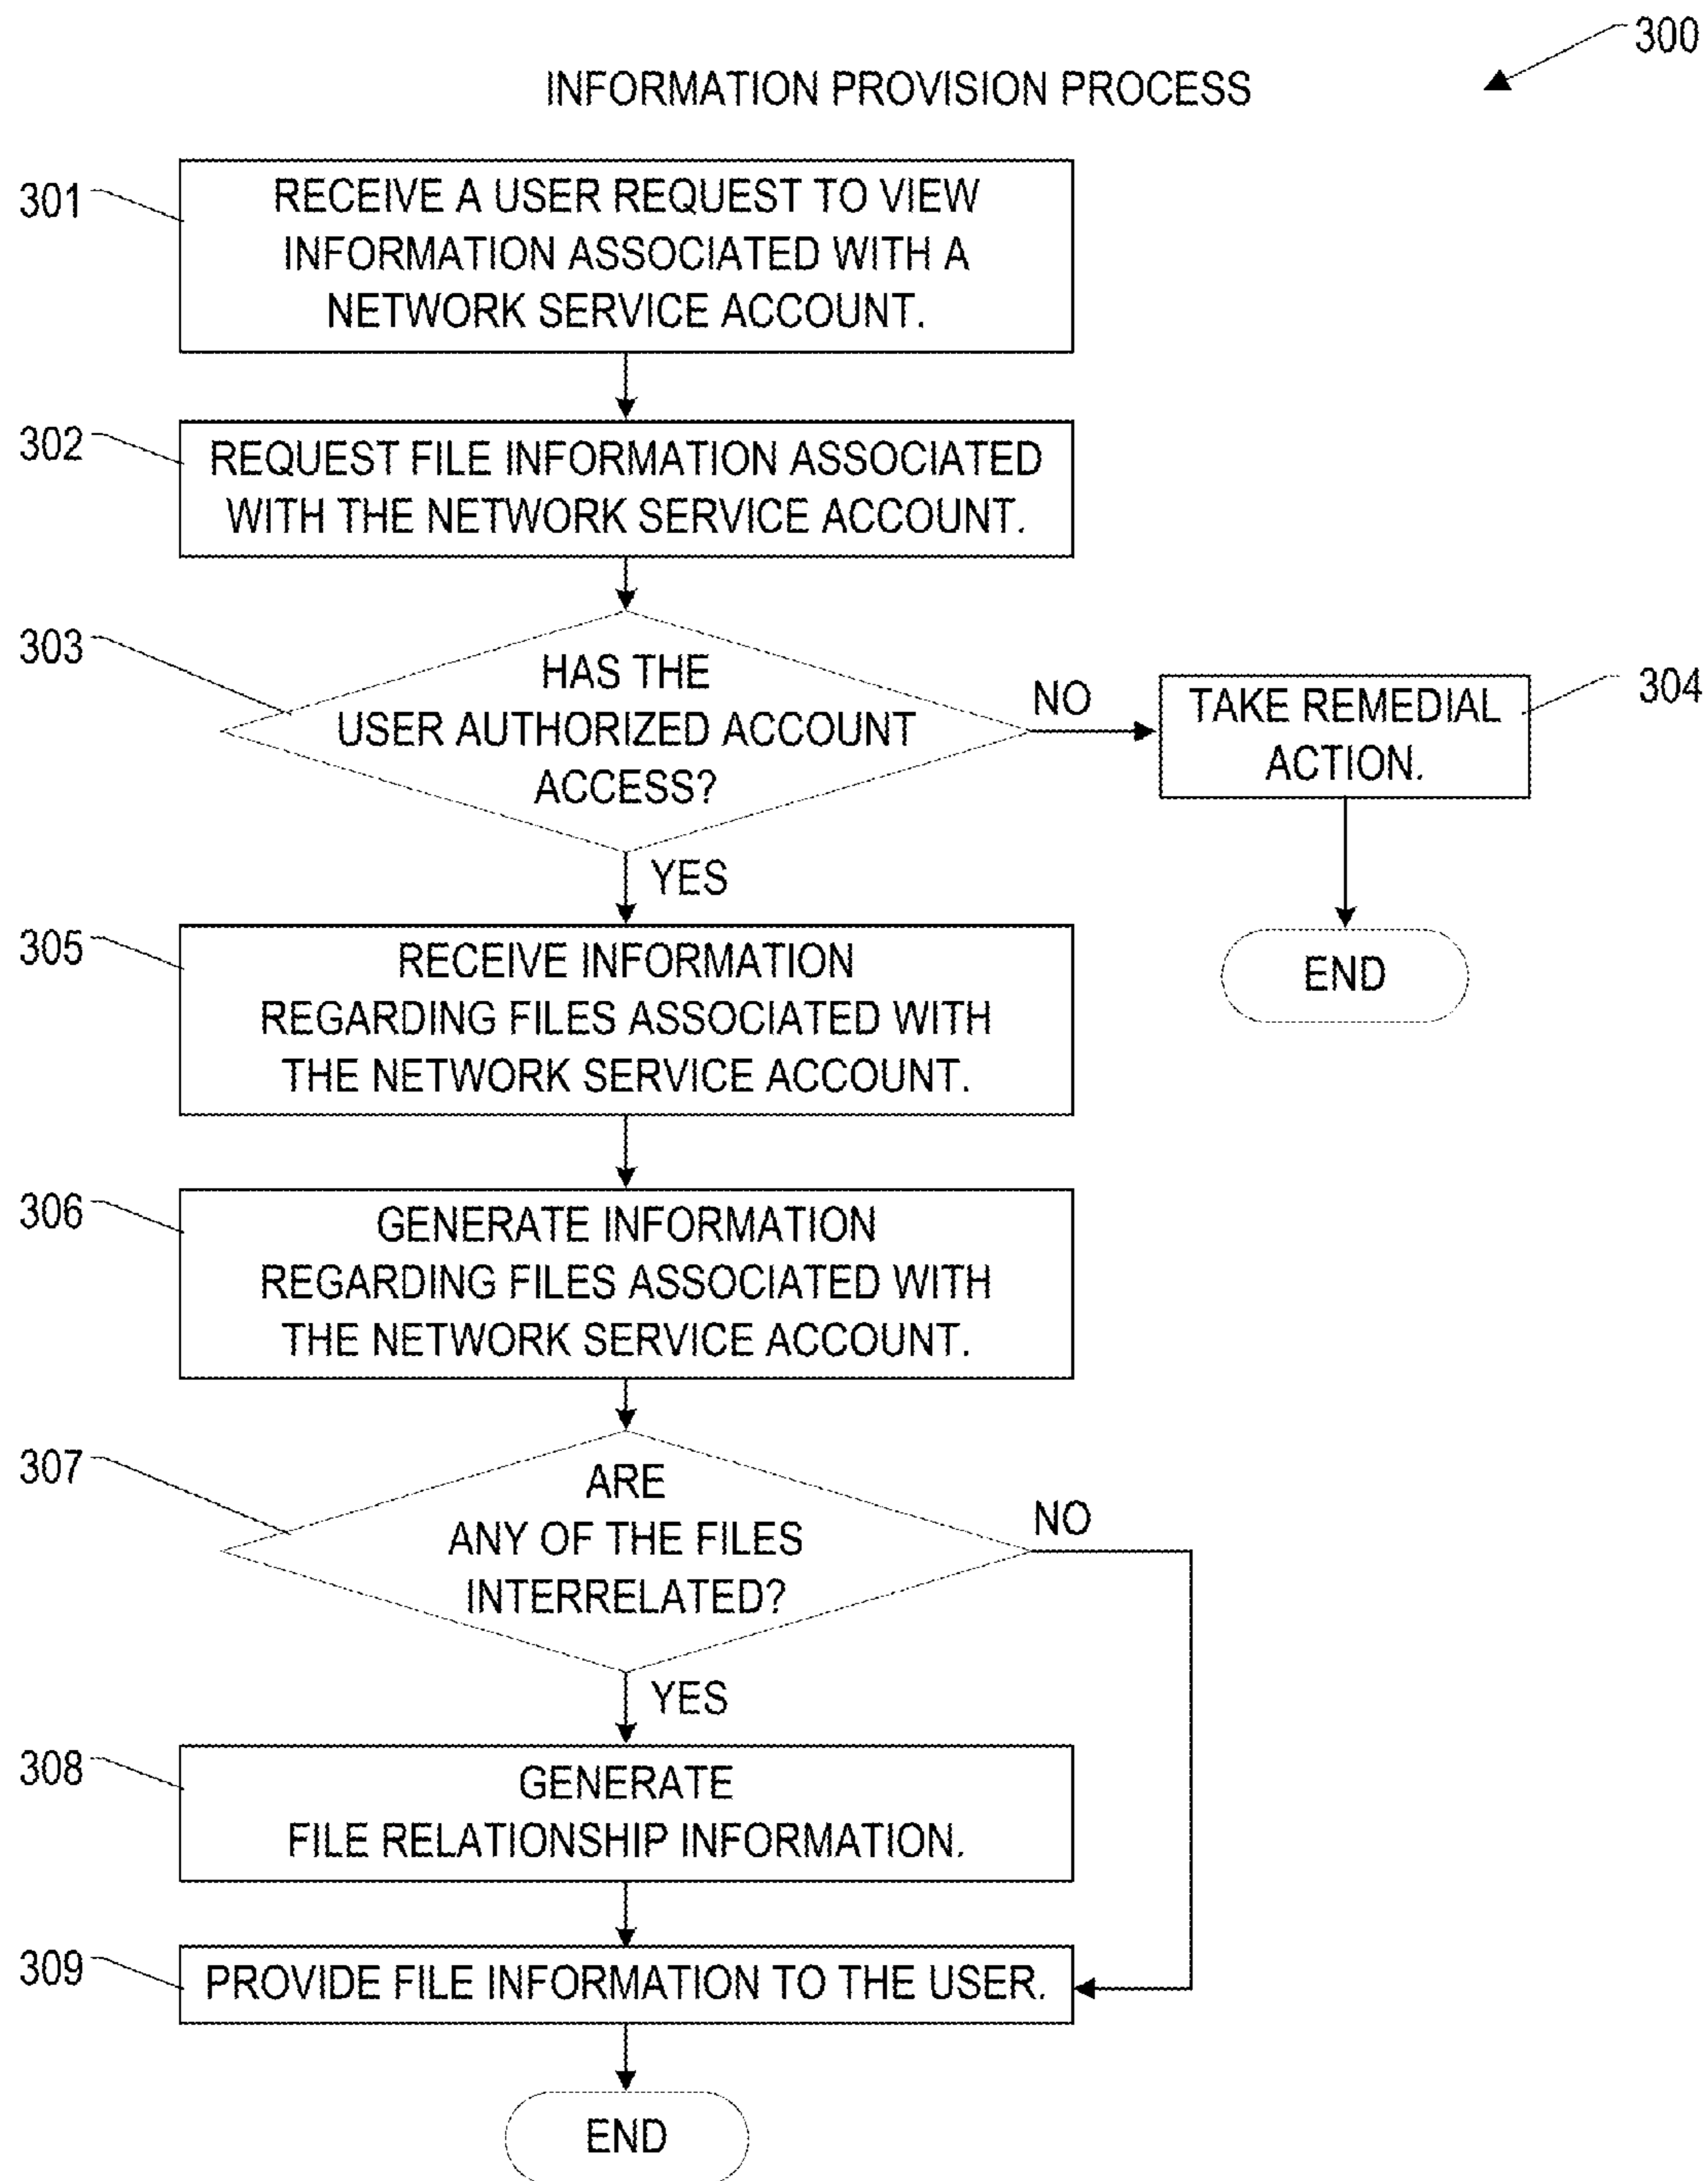 300
INFORMATION PROVISION PROCESS
301
RECEIVE A USER REQUEST TO VIEW
INFORMATION ASSOCIATED WITH A
NETWORK SERVICE ACCOUNT.
302
REQUEST FILE INFORMATION ASSOCIATED
WITH THE NETWORK SERVICE ACCOUNT.
303
HAS THE
USER AUTHORIZED ACCOUNT
ACCESS?
NO
304
TAKE REMEDIAL
ACTION.
END
YES
305
RECEIVE INFORMATION
REGARDING FILES ASSOCIATED WITH
THE NETWORK SERVICE ACCOUNT.
306
GENERATE INFORMATION
REGARDING FILES ASSOCIATED WITH
THE NETWORK SERVICE ACCOUNT.
307
ARE
ANY OF THE FILES
INTERRELATED?
NO
YES
308
GENERATE
FILE RELATIONSHIP INFORMATION.
309
PROVIDE FILE INFORMATION TO THE USER.
END